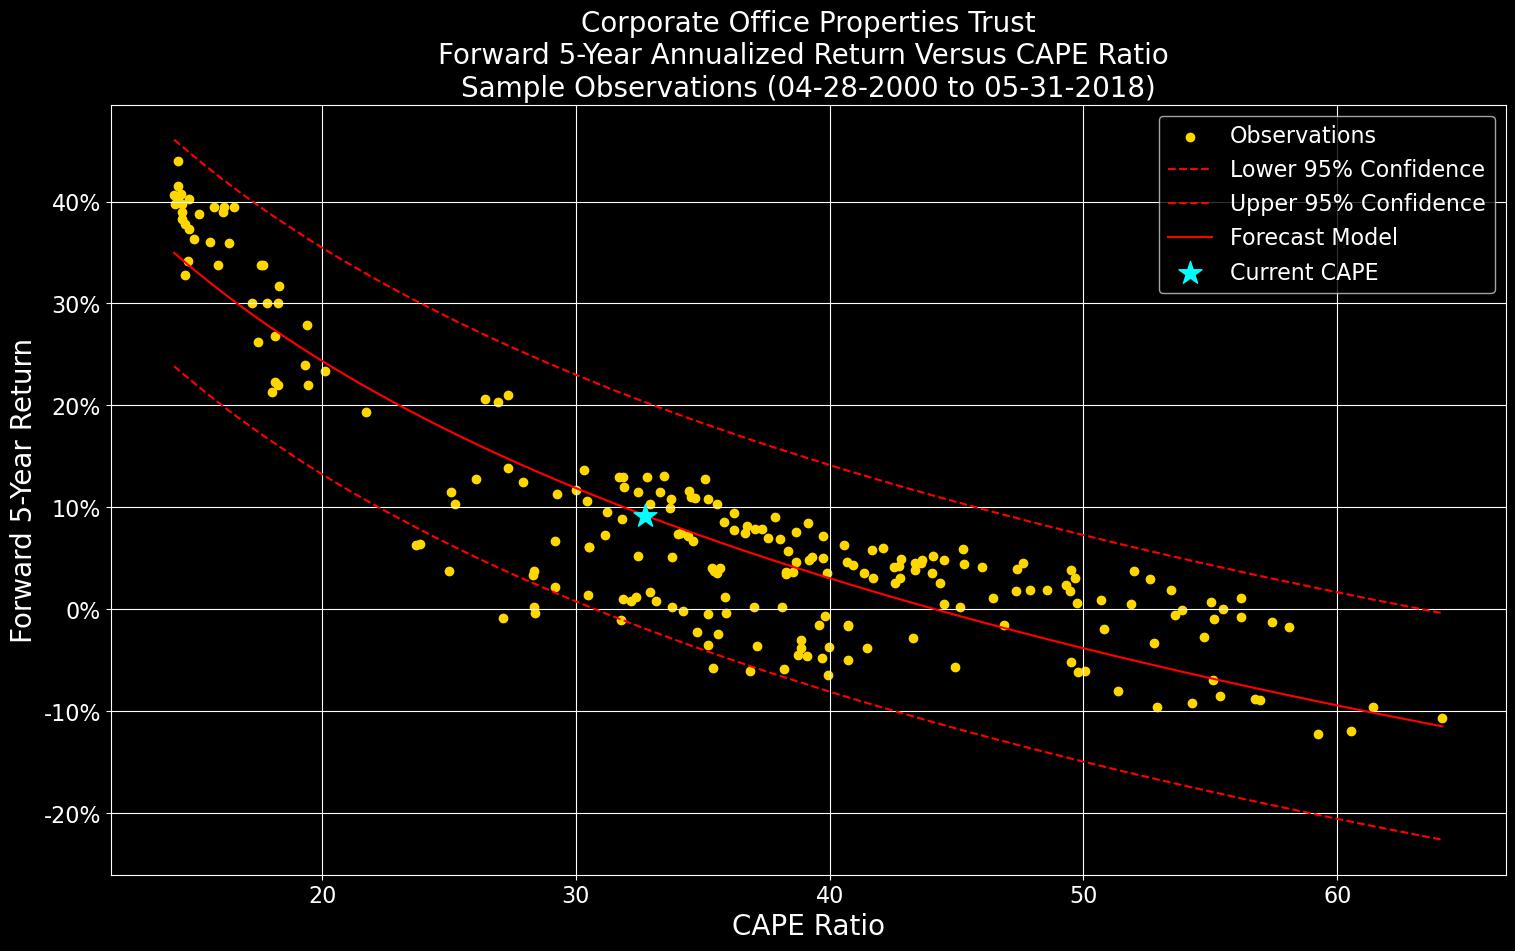 Corporate Office Properties Trust
Forward 5-Year Annualized Return Versus CAPE Ratio
Sample Observations (04-28-2000 to 05-31-2018)
Observations
Lower 95% Confidence
Upper 95% Confidence
Forecast Model
Current CAPE
Forward 5-Year Return
40%
30%
20%
10%
0%
-10%
-20%
20 30 40 50 60
CAPE Ratio